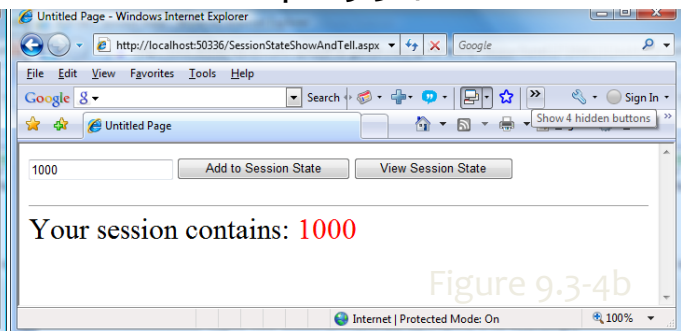 Untitled Page - Windows Internet Explorer
http://localhost:50336/SessionStateShowAndTell.aspx Google
File Edit View Favorites Tools Help
Google Search Sign In
Untitled Page Show 4 hidden buttons
1000 Add to Session State View Session State
Your session contains: 1000
Figure 9.3-4b
Internet | Protected Mode: On 100%